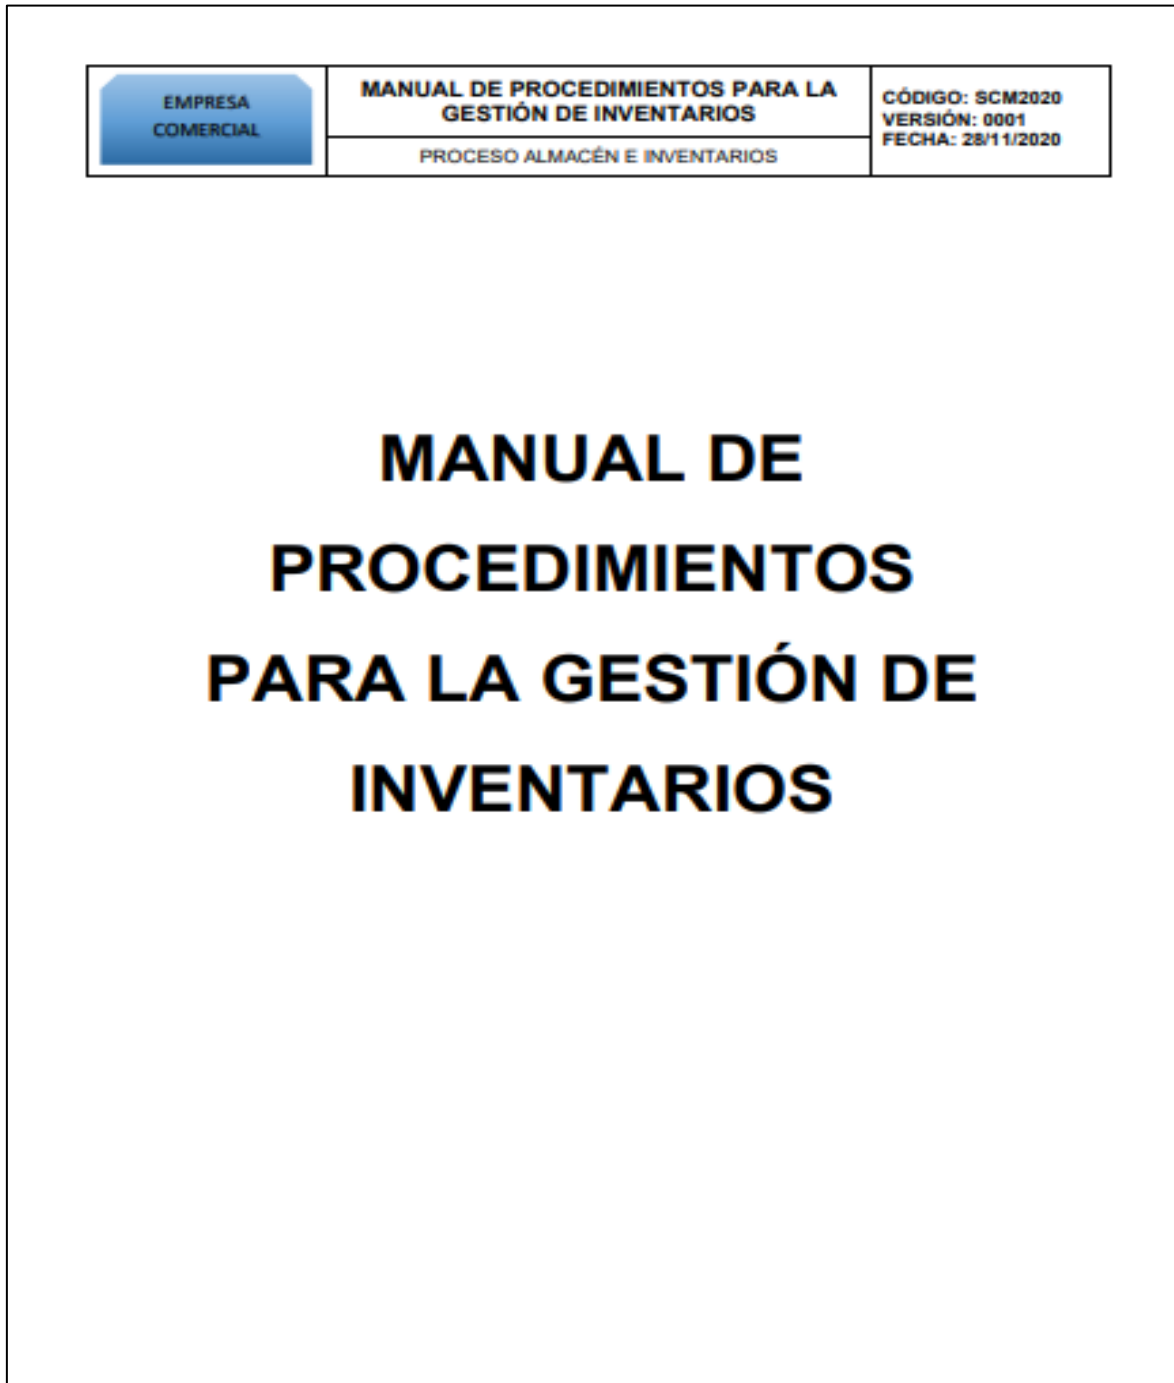 EMPRESA
COMERCIAL
MANUAL DE PROCEDIMIENTOS PARA LA
GESTIÓN DE INVENTARIOS
PROCESO ALMACÉN E INVENTARIOS
CÓDIGO: SCM2020
VERSIÓN: 0001
FECHA: 28/11/2020
MANUAL DE
PROCEDIMIENTOS
PARA LA GESTIÓN DE
INVENTARIOS